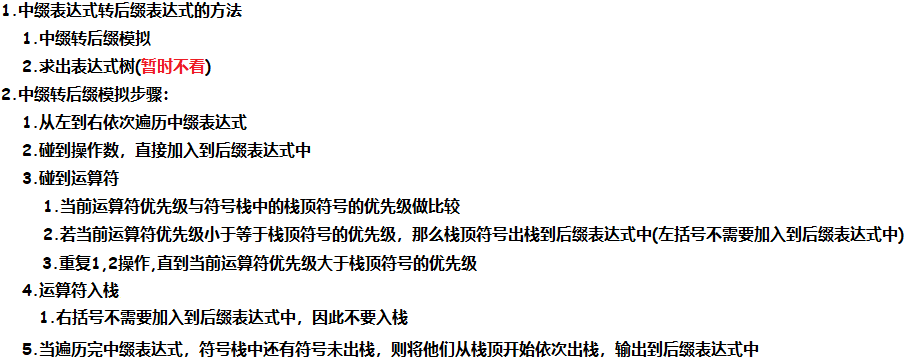 1.中缀表达式转后缀表达式的方法
1.中缀转后缀模拟
2.求出表达式树(暂时不看)
2.中缀转后缀模拟步骤：
1.从左到右依次遍历中缀表达式
2.碰到操作数，直接加入到后缀表达式中
3.碰到运算符
1.当前运算符优先级与符号栈中的栈顶符号的优先级做比较
2.若当前运算符优先级小于等于栈顶符号的优先级，那么栈顶符号出栈到后缀表达式中(左括号不需要加入到后缀表达式中)
3.重复1,2操作,直到当前运算符优先级大于栈顶符号的优先级
4.运算符入栈
1.右括号不需要加入到后缀表达式中，因此不要入栈
5.当遍历完中缀表达式，符号栈中还有符号未出栈，则将他们从栈顶开始依次出栈，输出到后缀表达式中